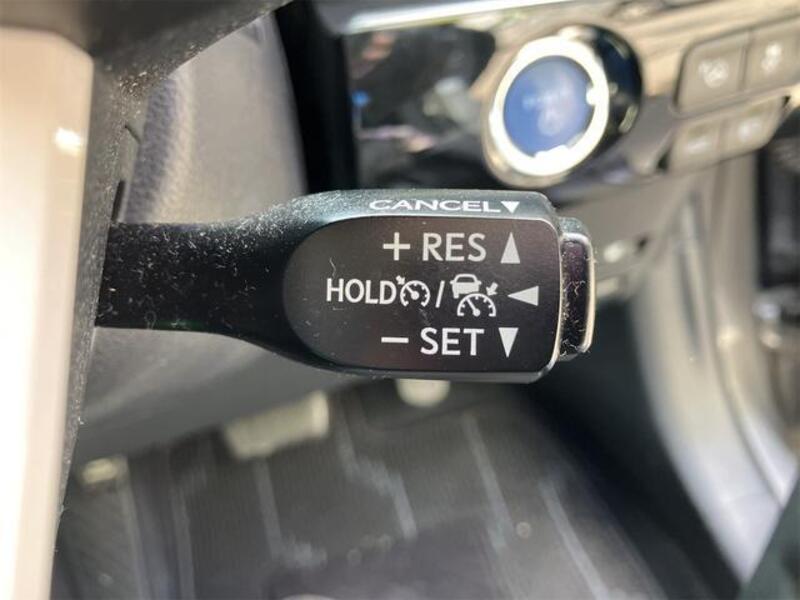 CANCEL▼
+ RES ▲
HOLD / ◀
− SET ▼